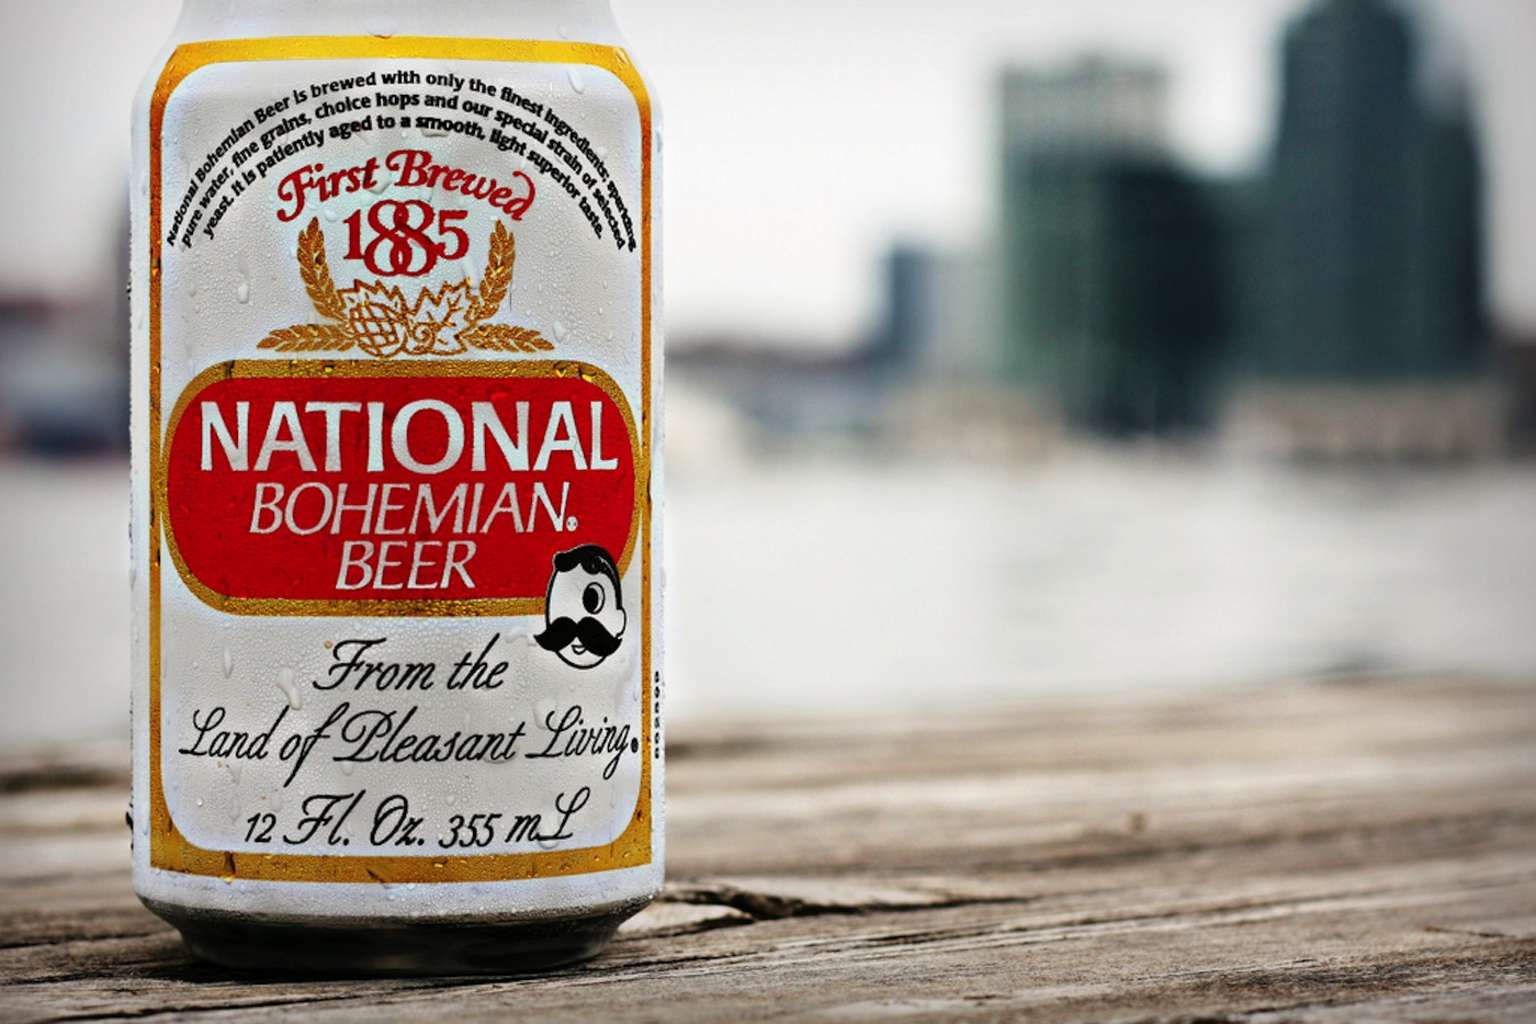 National Bohemian Beer is brewed with only the finest ingredients; sparkling
pure water, fine grains, choice hops and our special strain of selected
yeast. It is patiently aged to a smooth, light superior taste.
First Brewed
1885
NATIONAL
BOHEMIAN®
BEER
From the
Land of Pleasant Living.
12 Fl. Oz. 355 mL